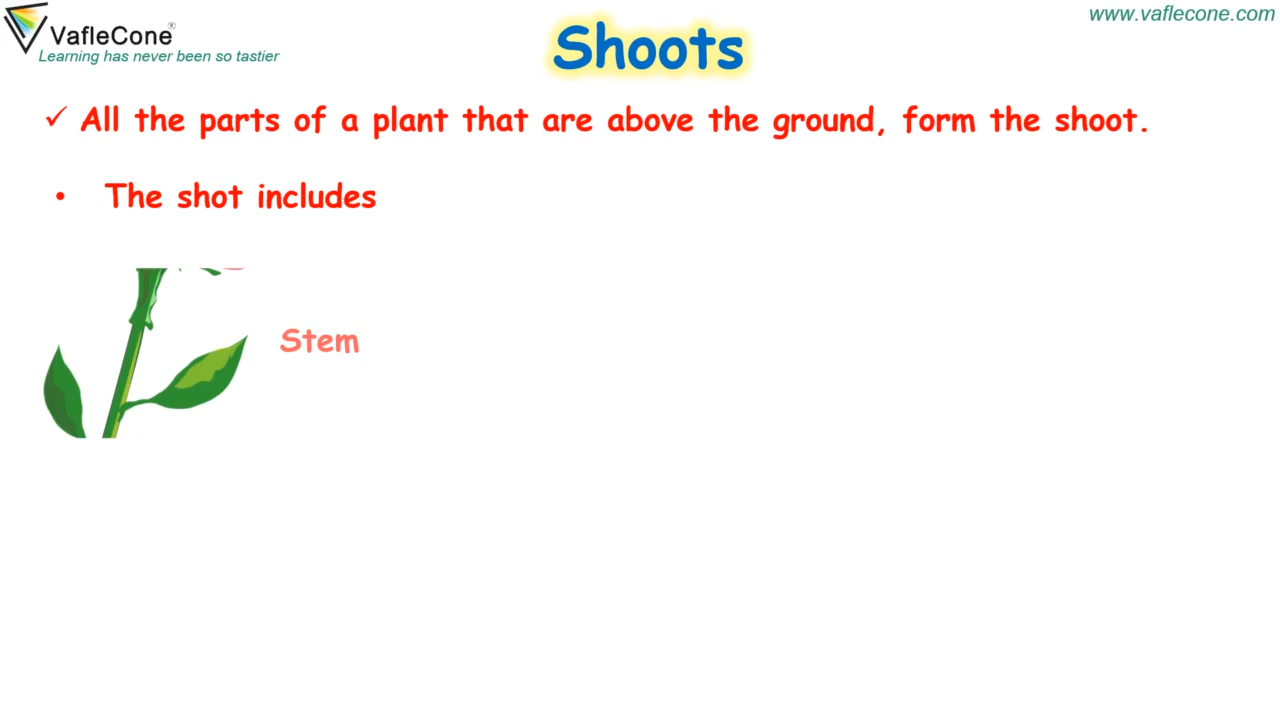 VafleCone®
Learning has never been so tastier
www.vaflecone.com
Shoots
✓ All the parts of a plant that are above the ground, form the shoot.
• The shot includes
Stem